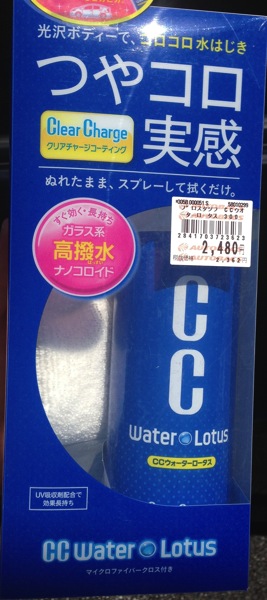 光沢ボディーで、コロコロ水はじき
つやコロ
Clear Charge
クリアチャージコーティング
実感
ぬれたまま、スプレーして拭くだけ。
すぐ効く・長持ち
ガラス系
高撥水
ナノコロイド
58010299
2,480円
CC
Water Lotus
CCウォーターロータス
UV吸収剤配合で
効果長持ち
CC Water Lotus
マイクロファイバークロス付き